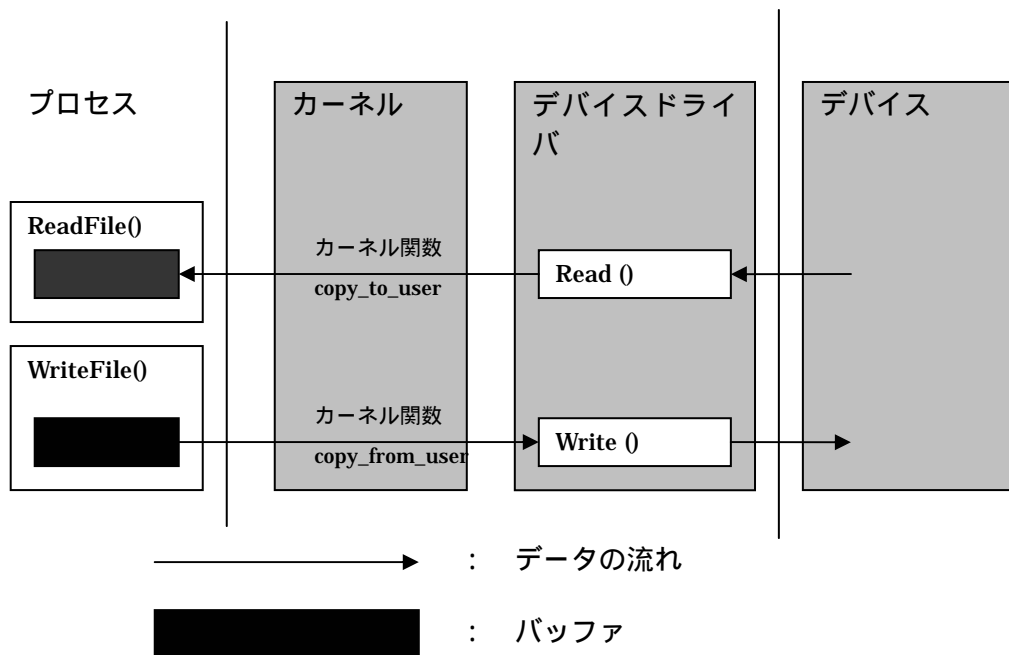 プロセス
カーネル
デバイスドライ
バ
デバイス
ReadFile()
カーネル関数
copy_to_user
Read ()
WriteFile()
カーネル関数
copy_from_user
Write ()
: データの流れ
: バッファ